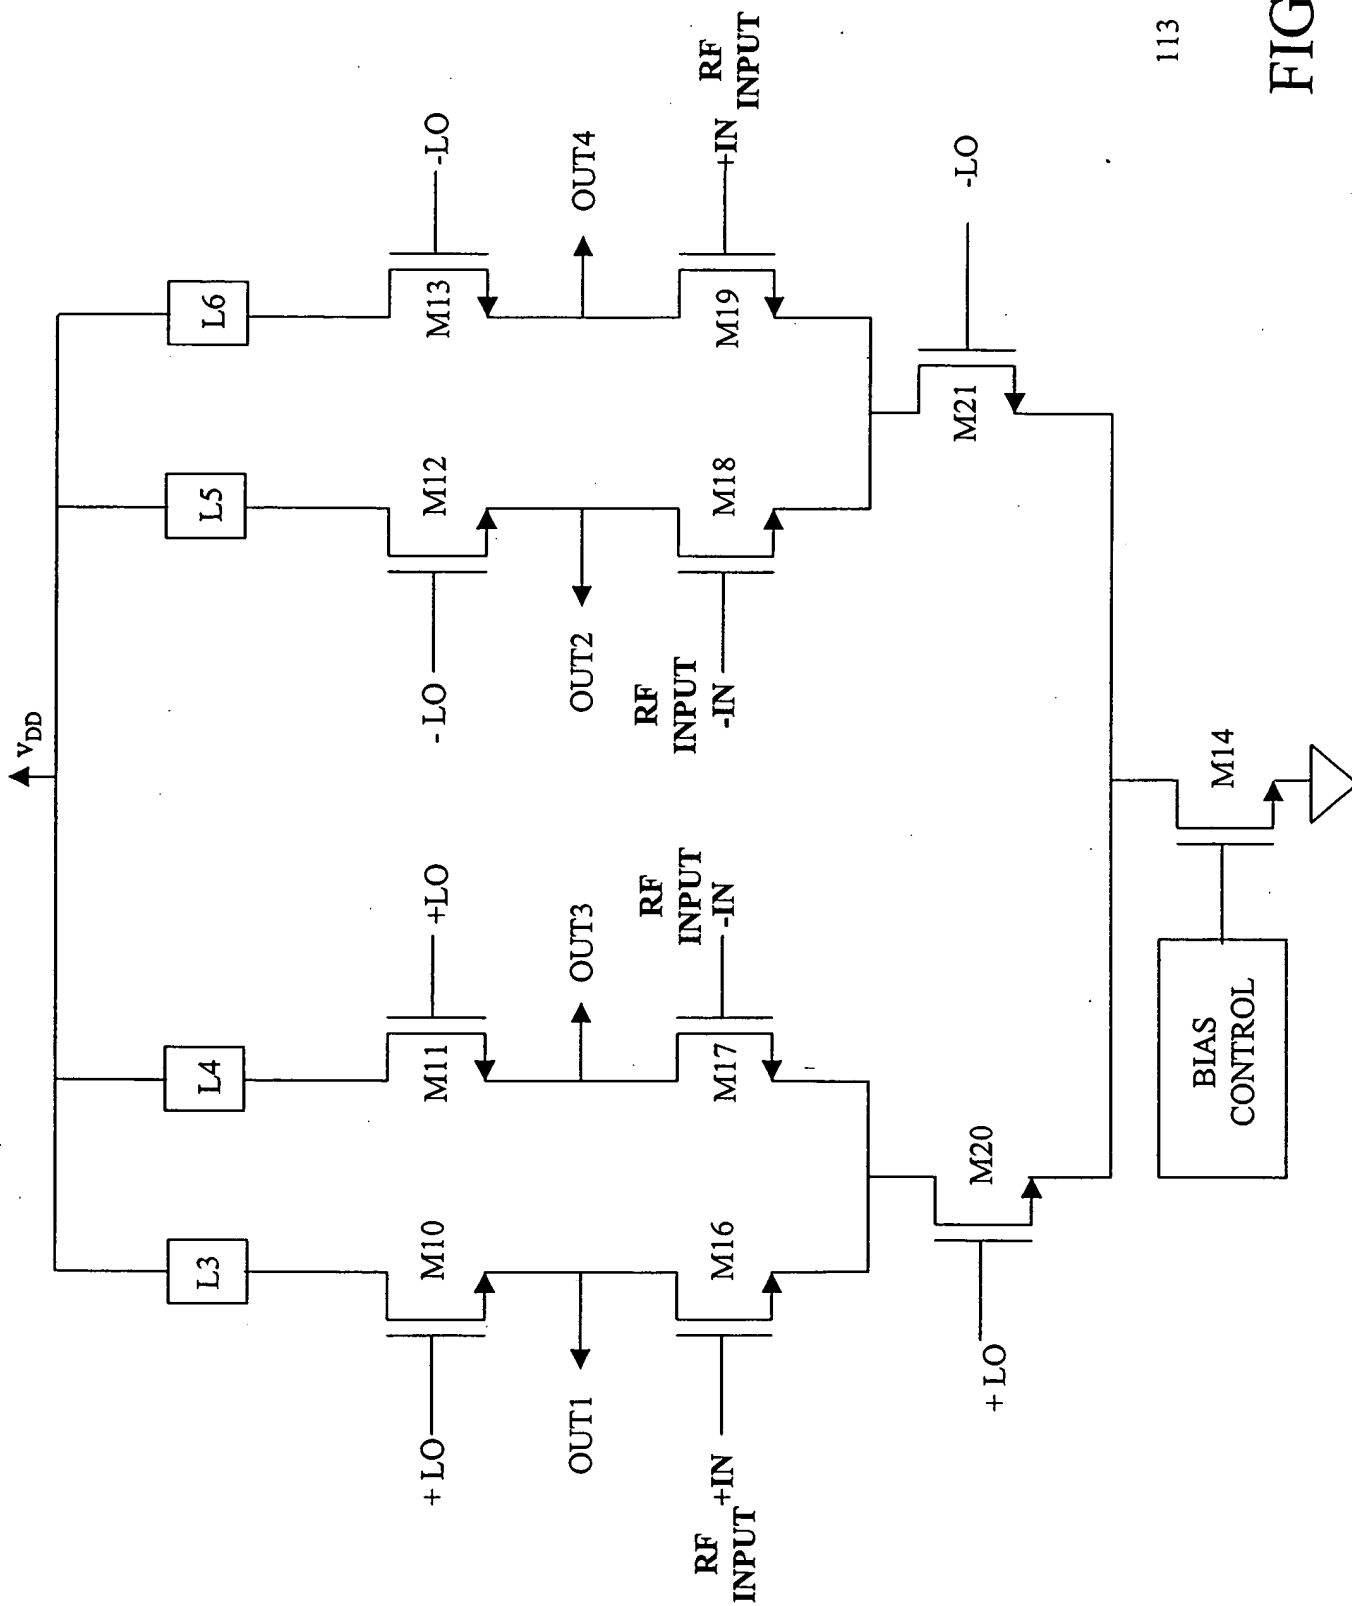 VDD
L3
L4
L5
L6
+ LO
M10
M11
+LO
- LO
M12
M13
-LO
OUT1
OUT3
OUT2
OUT4
RF
INPUT
+IN
M16
M17
RF
INPUT
-IN
RF
INPUT
-IN
M18
M19
RF
INPUT
+IN
+ LO
M20
M21
-LO
BIAS
CONTROL
M14
113
FIG